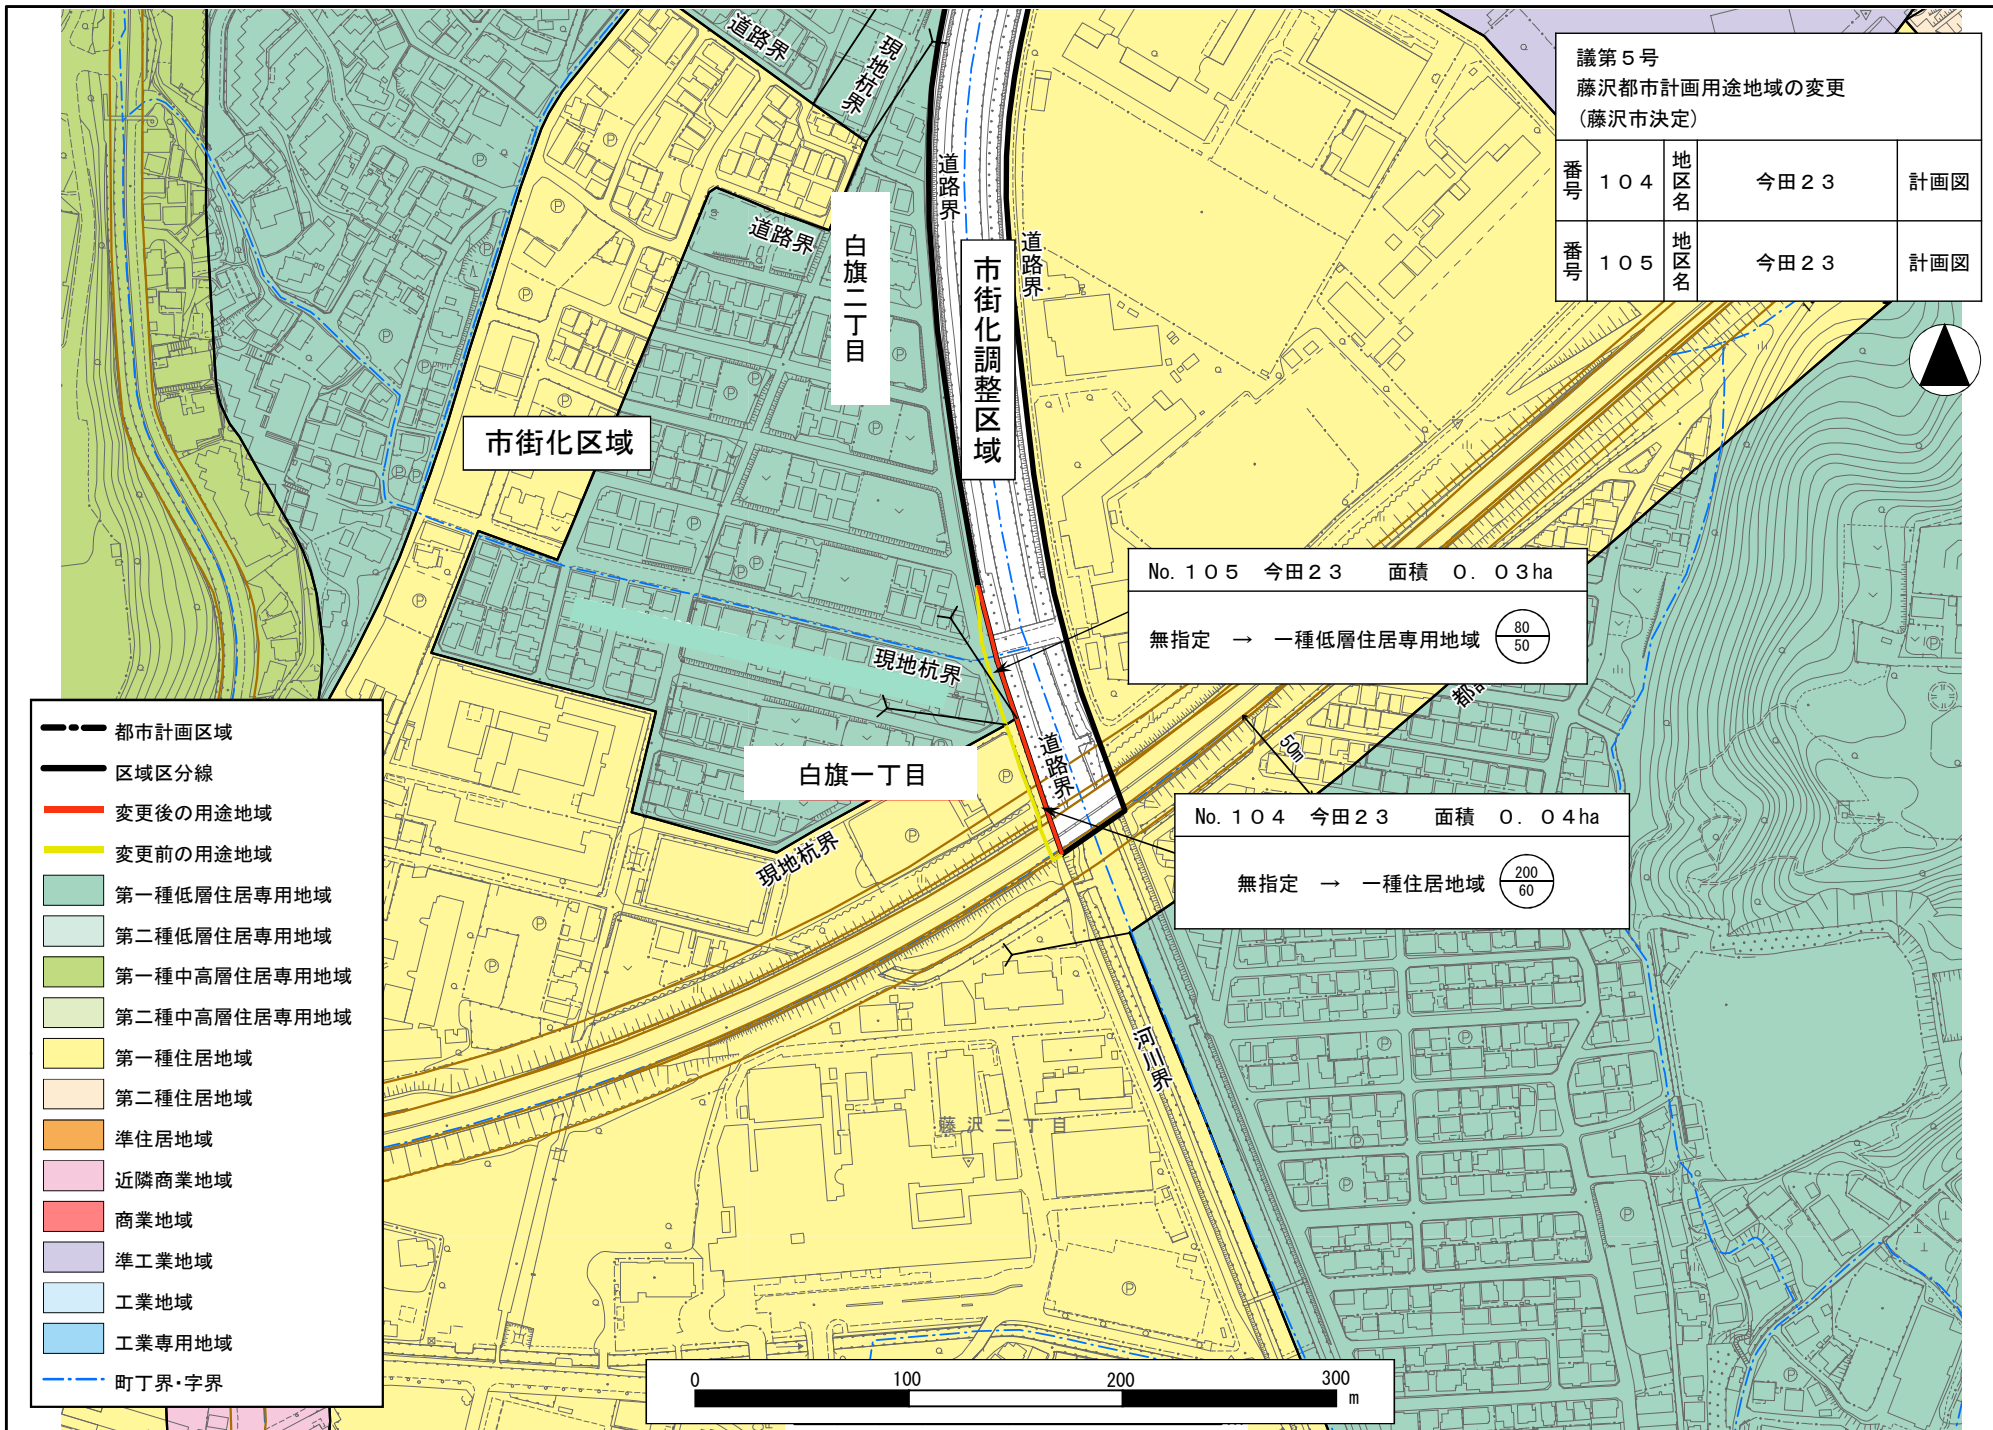 議第５号
藤沢都市計画用途地域の変更
（藤沢市決定）
番号 １０４ 地区名 今田２３ 計画図
番号 １０５ 地区名 今田２３ 計画図
道路界
現地杭界
道路界
道路界
道路界
白旗二丁目
市街化調整区域
市街化区域
No. １０５ 今田２３ 面積 ０．０３ha
無指定 → 一種低層住居専用地域 80/50
現地杭界
道路界
白旗一丁目
現地杭界
50m
No. １０４ 今田２３ 面積 ０．０４ha
無指定 → 一種住居地域 200/60
河川界
藤沢二丁目
都市計画区域
区域区分線
変更後の用途地域
変更前の用途地域
第一種低層住居専用地域
第二種低層住居専用地域
第一種中高層住居専用地域
第二種中高層住居専用地域
第一種住居地域
第二種住居地域
準住居地域
近隣商業地域
商業地域
準工業地域
工業地域
工業専用地域
町丁界・字界
0 100 200 300
m